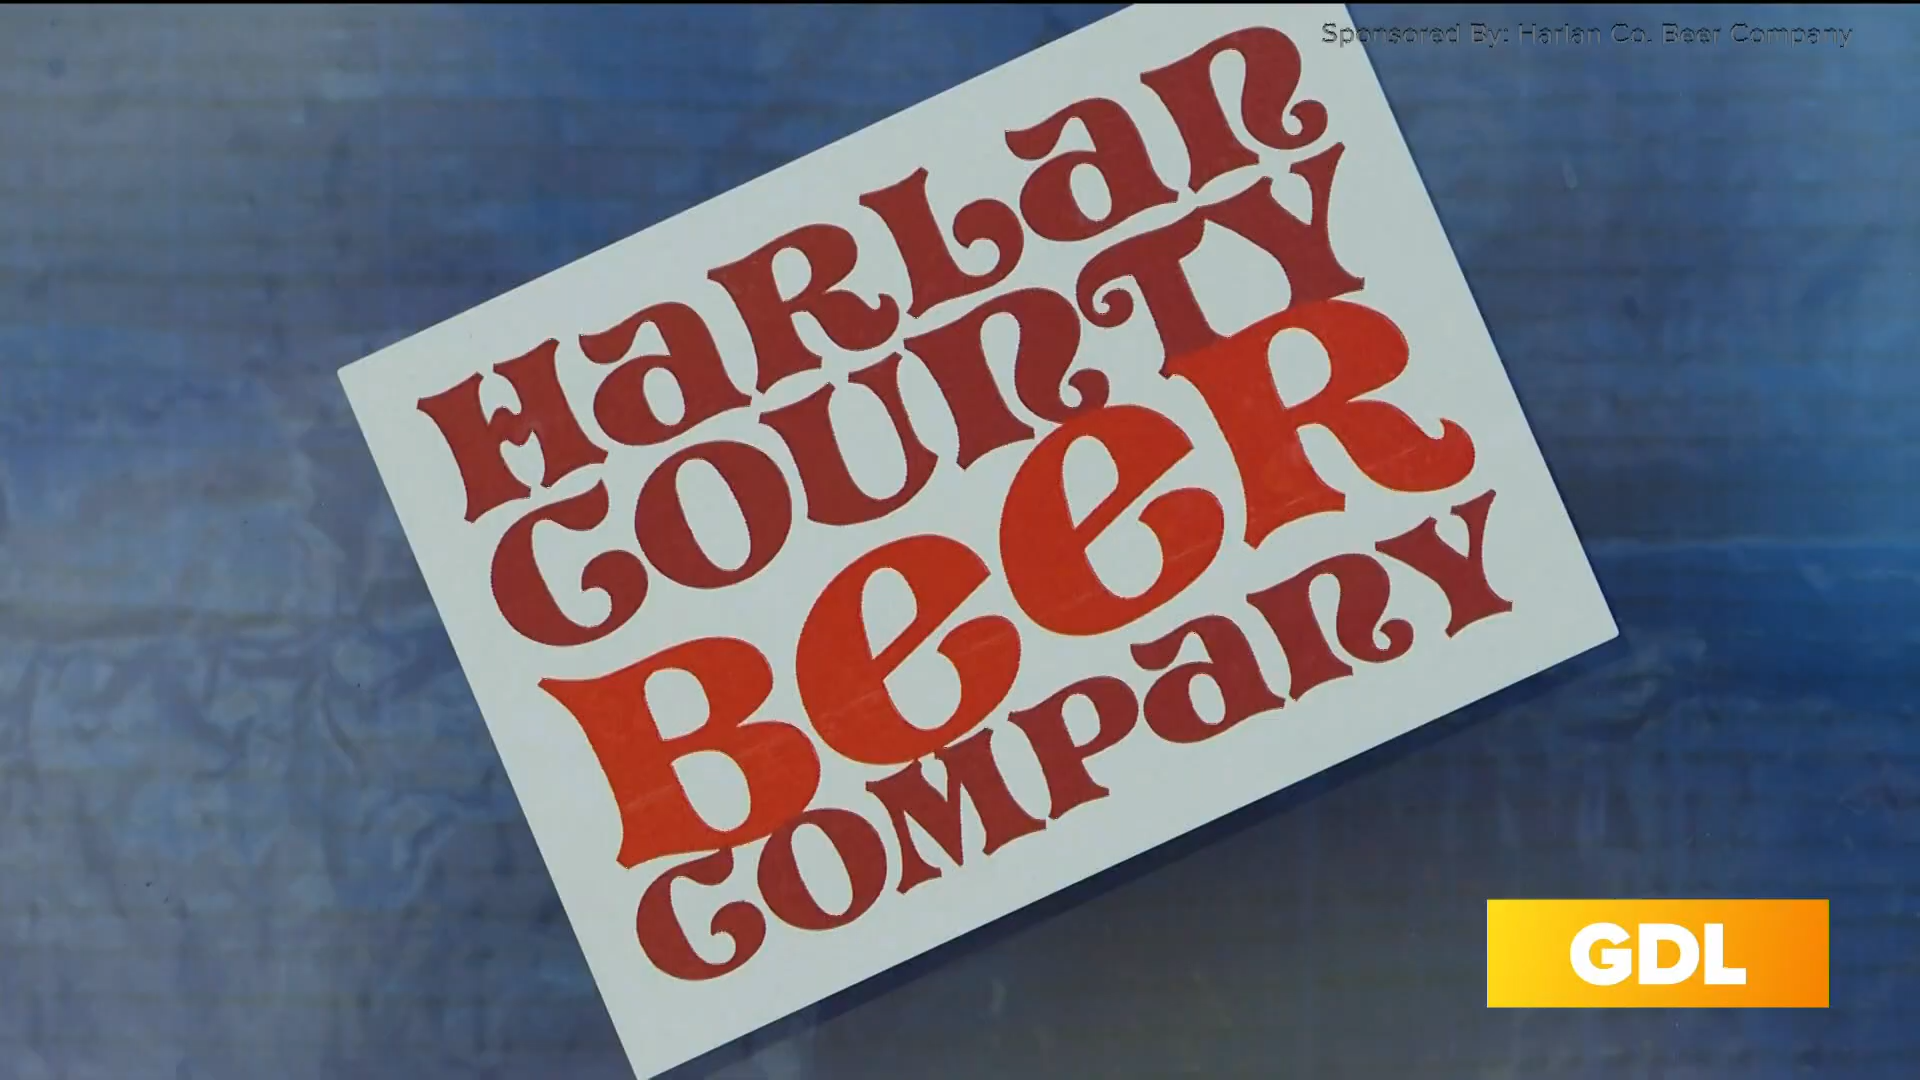 Sponsored By: Harlan Co. Beer Company
HARLAN
COUNTY
BEER
COMPANY
GDL